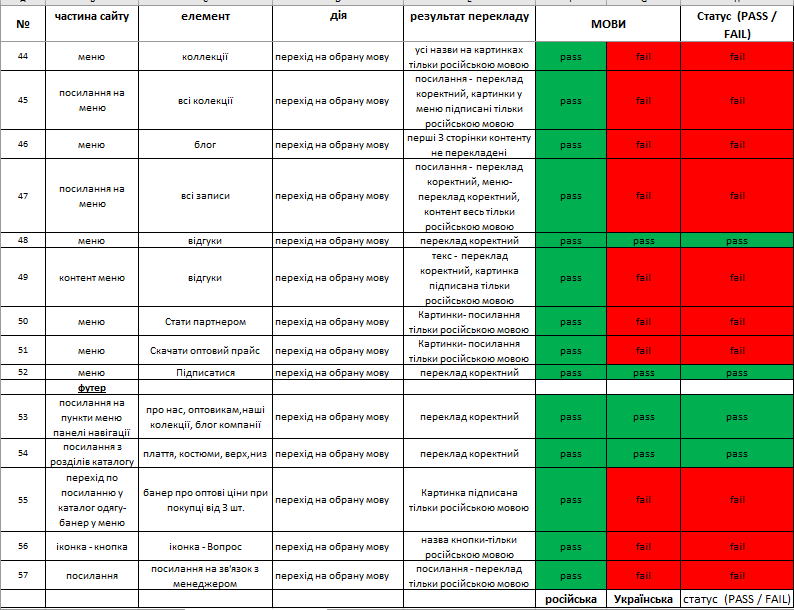 № частина сайту елемент дія результат перекладу МОВИ Статус (PASS /
FAIL)
44 меню коллекції перехід на обрану мову усі назви на картинках
тільки російською мовою pass fail fail
45 посилання на
меню всі колекції перехід на обрану мову посилання - переклад
коректний, картинки у
меню підписані тільки
російською мовою pass fail fail
46 меню блог перехід на обрану мову перші 3 сторінки контенту
не перекладені pass fail fail
47 посилання на
меню всі записи перехід на обрану мову посилання - переклад
коректний, меню-
переклад коректний,
контент весь тільки
російською мовою pass fail fail
48 меню відгуки перехід на обрану мову переклад коректний pass pass pass
49 контент меню відгуки перехід на обрану мову текс - переклад
коректний, картинка
підписана тільки
російською мовою pass fail fail
50 меню Стати партнером перехід на обрану мову Картинки- посилання
тільки російською мовою pass fail fail
51 меню Скачати оптовий прайс перехід на обрану мову Картинки- посилання
тільки російською мовою pass fail fail
52 меню Підписатися перехід на обрану мову переклад коректний pass pass pass
футер
53 посилання на
пункти меню
панелі навігації про нас, оптовикам,наші
колекції, блог компанії перехід на обрану мову переклад коректний pass pass pass
54 посилання з
розділів каталогу плаття, костюми, верх,низ перехід на обрану мову переклад коректний pass pass pass
55 перехід по
посиланню у
каталог одягу-
банер у меню банер про оптові ціни при
покупці від 3 шт. перехід на обрану мову Картинка підписана
тільки російською мовою pass fail fail
56 іконка - кнопка іконка - Вопрос перехід на обрану мову назва кнопки-тільки
російською мовою pass fail fail
57 посилання посилання на зв'язок з
менеджером перехід на обрану мову посилання - переклад
тільки російською мовою pass fail fail
російська Українська статус (PASS / FAIL)